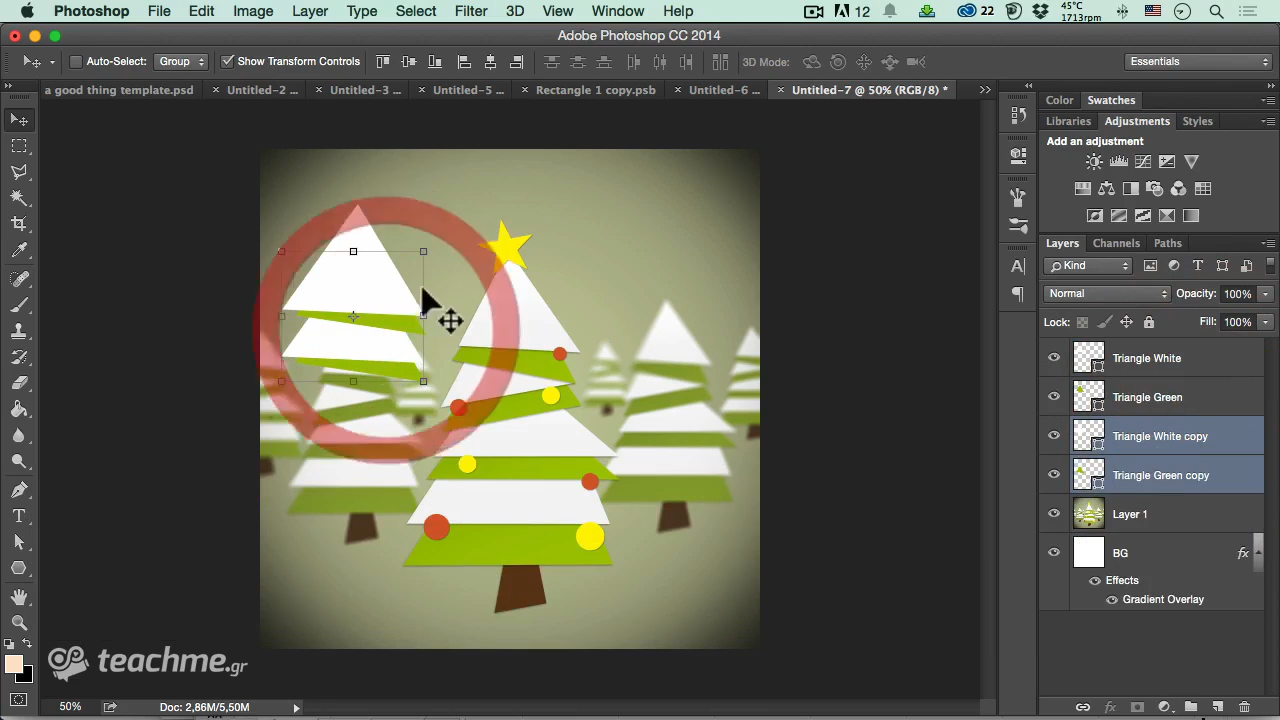 Photoshop File Edit Image Layer Type Select Filter 3D View Window Help 12 22 45°C 1713rpm
Adobe Photoshop CC 2014
Auto-Select: Group Show Transform Controls 3D Mode: Essentials
a good thing template.psd × Untitled-2 ... × Untitled-3 ... × Untitled-5 ... × Rectangle 1 copy.psb × Untitled-6 ... × Untitled-7 @ 50% (RGB/8) *
Color Swatches
Libraries Adjustments Styles
Add an adjustment
Layers Channels Paths
Kind
Normal Opacity: 100%
Lock: Fill: 100%
Triangle White
Triangle Green
Triangle White copy
Triangle Green copy
Layer 1
BG fx
Effects
Gradient Overlay
teachme.gr
50% Doc: 2,86M/5,50M